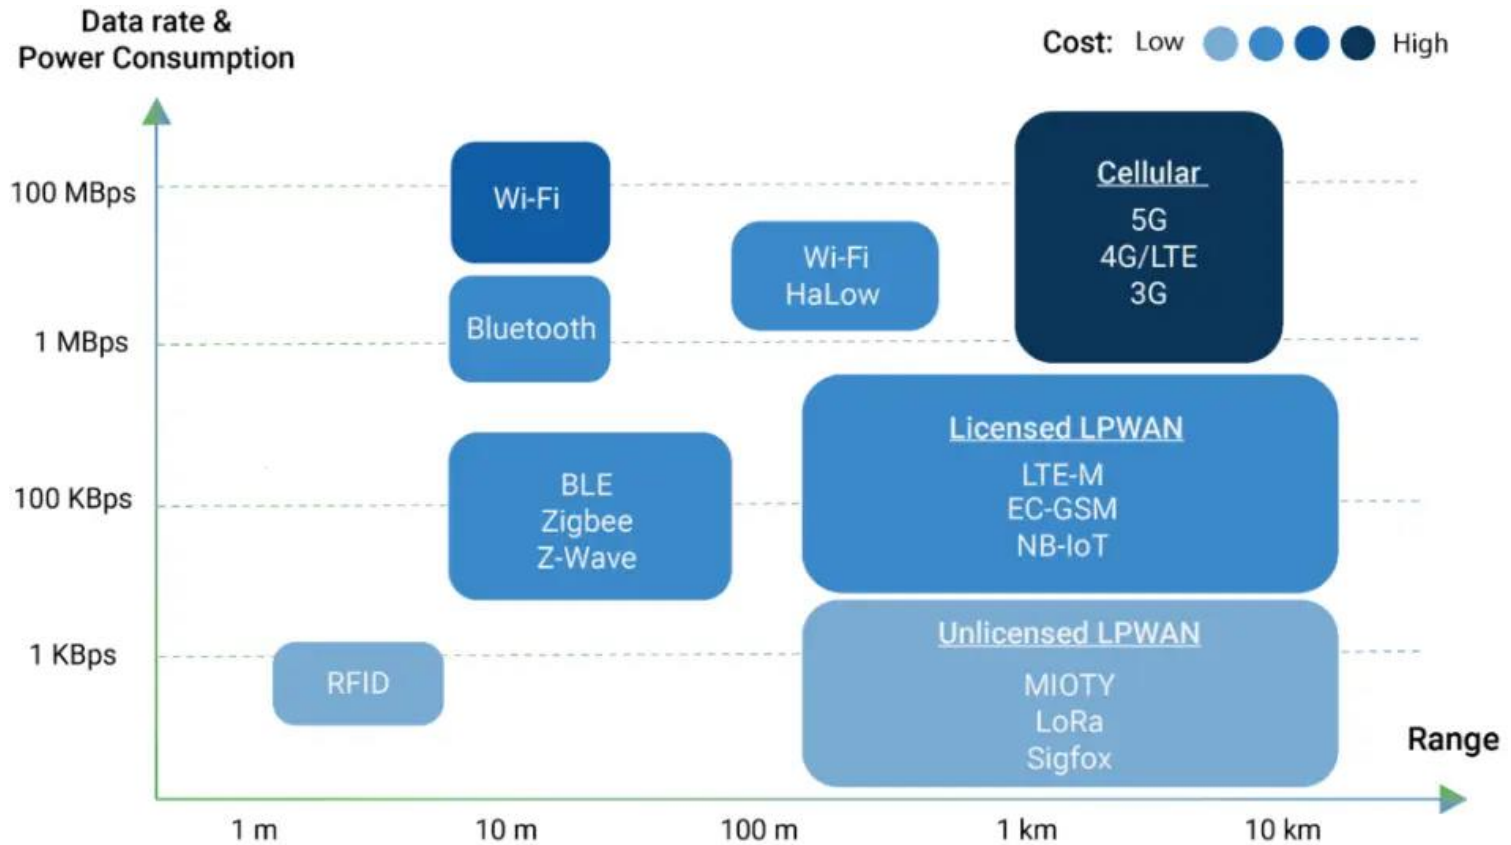 Data rate &
Power Consumption
Cost: Low High
100 MBps
Wi-Fi
Cellular
5G
4G/LTE
3G
Wi-Fi
HaLow
Bluetooth
1 MBps
Licensed LPWAN
LTE-M
EC-GSM
NB-IoT
BLE
Zigbee
Z-Wave
100 KBps
Unlicensed LPWAN
MIOTY
LoRa
Sigfox
1 KBps
RFID
Range
1 m 10 m 100 m 1 km 10 km